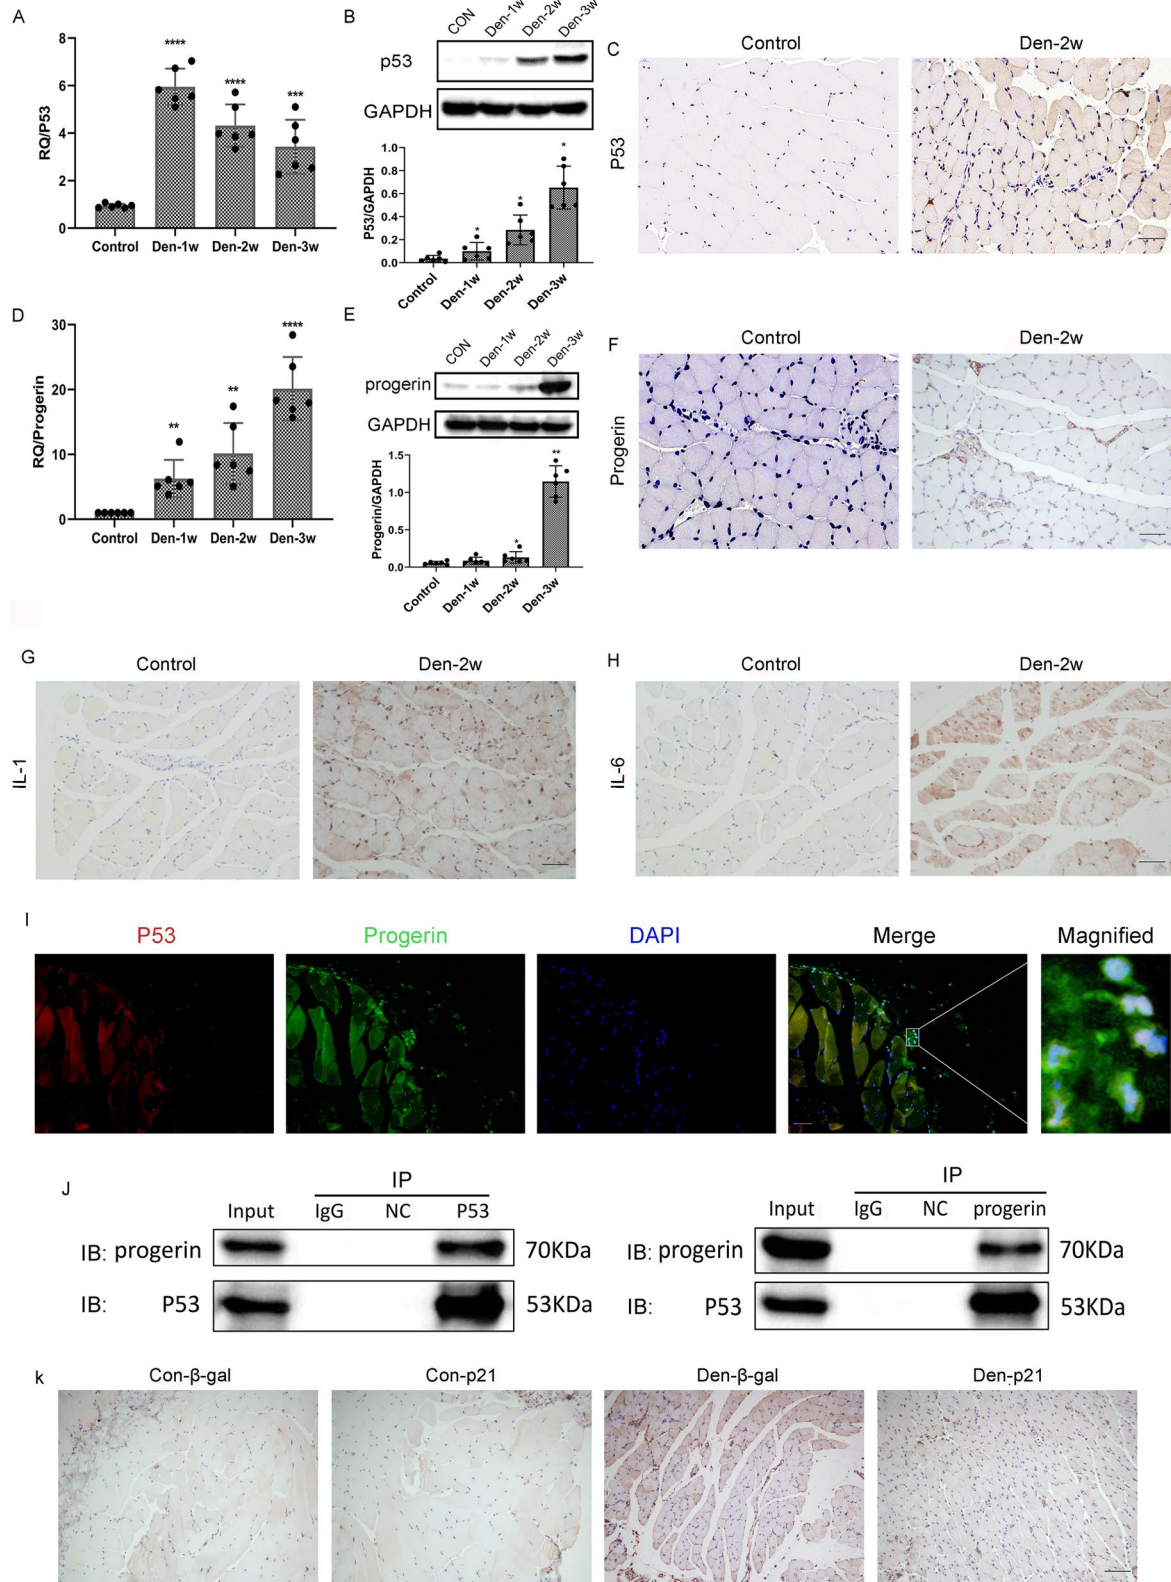 A
RQ/P53
8
6
4
2
0
****
****
***
Control Den-1w Den-2w Den-3w
B
CON Den-1w Den-2w Den-3w
p53
GAPDH
P53/GAPDH
1.0
0.8
0.6
0.4
0.2
0.0
*
*
*
Control Den-1w Den-2w Den-3w
C
Control Den-2w
P53
D
RQ/Progerin
30
20
10
0
**
**
****
Control Den-1w Den-2w Den-3w
E
CON Den-1w Den-2w Den-3w
progerin
GAPDH
Progerin/GAPDH
1.5
1.0
0.5
0.0
*
**
Control Den-1w Den-2w Den-3w
F
Control Den-2w
Progerin
G
Control Den-2w
IL-1
H
Control Den-2w
IL-6
I
P53 Progerin DAPI Merge Magnified
J
IP
Input IgG NC P53
IB: progerin 70KDa
IB: P53 53KDa
IP
Input IgG NC progerin
IB: progerin 70KDa
IB: P53 53KDa
k
Con-β-gal Con-p21 Den-β-gal Den-p21